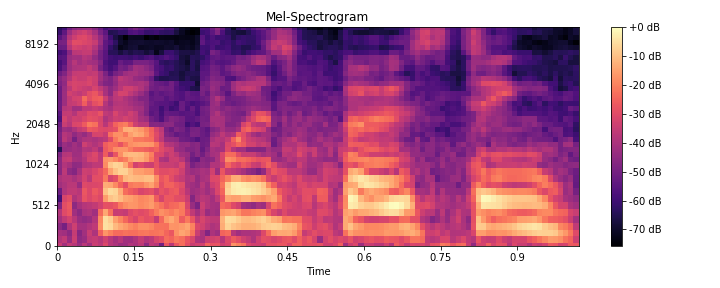 Mel-Spectrogram
8192
4096
2048
1024
512
0
Hz
0
0.15
0.3
0.45
0.6
0.75
0.9
Time
+0 dB
-10 dB
-20 dB
-30 dB
-40 dB
-50 dB
-60 dB
-70 dB